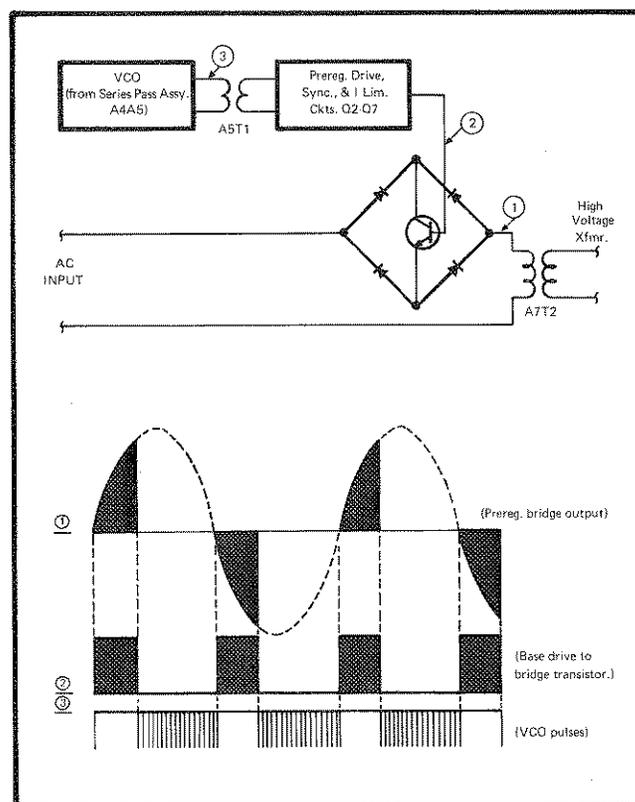 ③
VCO
(from Series Pass Assy.
A4A5)
A5T1
Prereg. Drive,
Sync., & I Lim.
Ckts. Q2-Q7
②
①
High
Voltage
Xfmr.
AC
INPUT
A7T2
①
(Prereg. bridge output)
(Base drive to
bridge transistor.)
②
③
(VCO pulses)